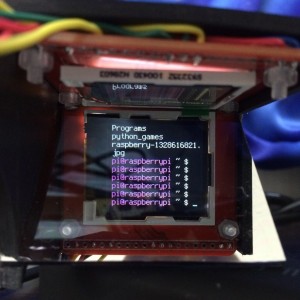 Programs
python_games
raspberry-1328616821.
jpg
pi@raspberrypi ~ $
pi@raspberrypi ~ $
pi@raspberrypi ~ $
pi@raspberrypi ~ $
pi@raspberrypi ~ $
pi@raspberrypi ~ $ _